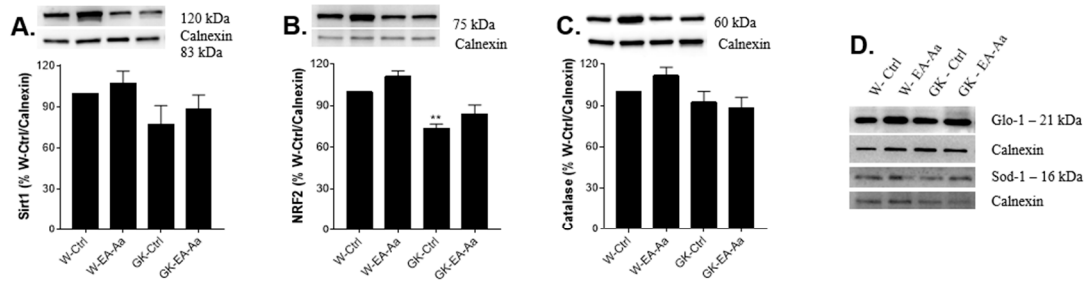 A.
120 kDa
Calnexin
83 kDa
Sirt1 (% W-Ctrl/Calnexin)
120
90
60
30
0
W-Ctrl
W-EA-Aa
GK-Ctrl
GK-EA-Aa
B.
75 kDa
Calnexin
NRF2 (% W-Ctrl/Calnexin)
120
90
60
30
0
**
W-Ctrl
W-EA-Aa
GK-Ctrl
GK-EA-Aa
C.
60 kDa
Calnexin
Catalase (% W-Ctrl/Calnexin)
120
90
60
30
0
W-Ctrl
W-EA-Aa
GK-Ctrl
GK-EA-Aa
D.
W- Ctrl
W- EA-Aa
GK - Ctrl
GK - EA-Aa
Glo-1 – 21 kDa
Calnexin
Sod-1 – 16 kDa
Calnexin